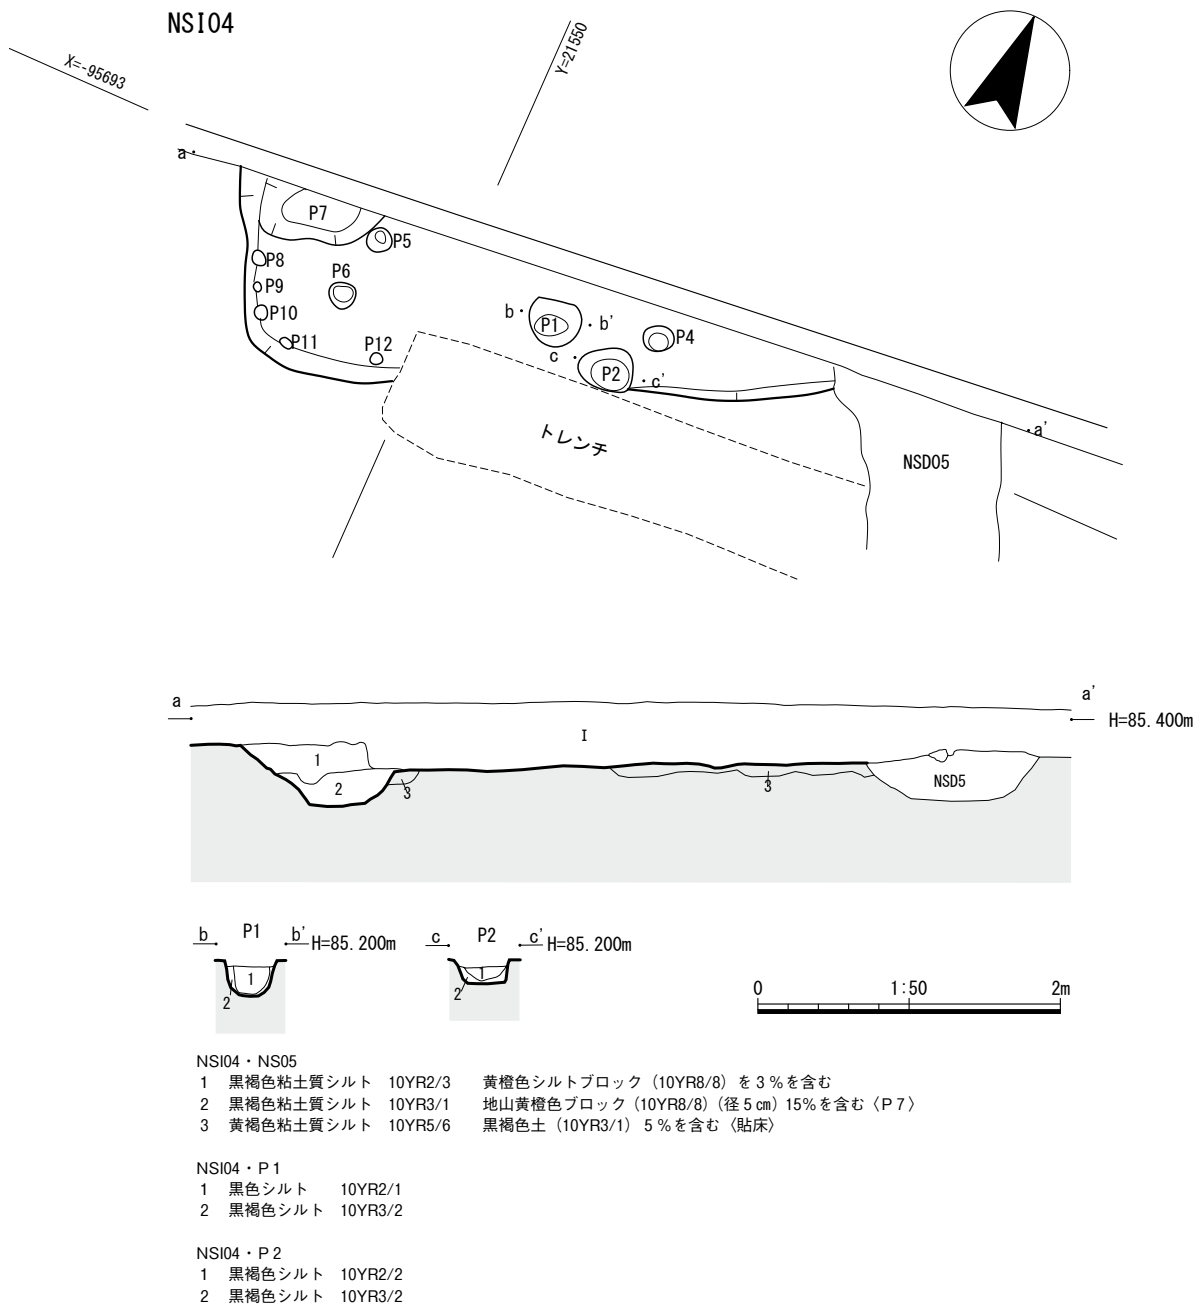 NSI04
X=-95693
Y=21550
a
P7
P5
P8
P6
P9
P10
b
P1
b'
P11
P12
c
P4
P2
c'
トレンチ
a'
NSD05
a
a'
H=85.400m
I
1
2
3
3
NSD5
b
P1
b'
H=85.200m
1
2
c
P2
c'
H=85.200m
1
2
0
1:50
2m
NSI04・NS05
1 黒褐色粘土質シルト 10YR2/3 黄橙色シルトブロック（10YR8/8）を３％を含む
2 黒褐色粘土質シルト 10YR3/1 地山黄橙色ブロック（10YR8/8）（径５㎝）15％を含む〈Ｐ７〉
3 黄褐色粘土質シルト 10YR5/6 黒褐色土（10YR3/1）５％を含む〈貼床〉
NSI04・Ｐ１
1 黒色シルト 10YR2/1
2 黒褐色シルト 10YR3/2
NSI04・Ｐ２
1 黒褐色シルト 10YR2/2
2 黒褐色シルト 10YR3/2